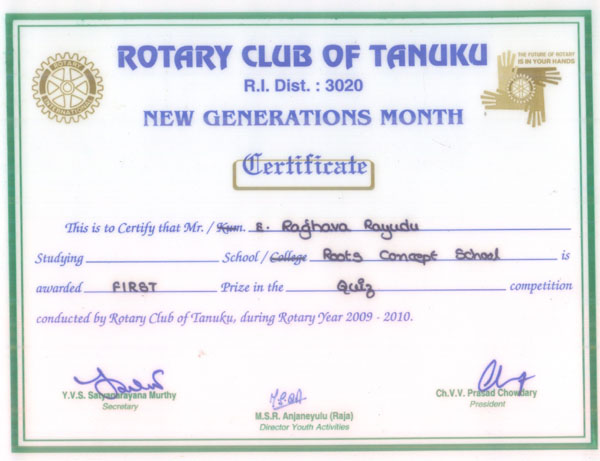 ROTARY CLUB OF TANUKU
R.I. Dist. : 3020
ROTARY
INTERNATIONAL
THE FUTURE OF ROTARY
IS IN YOUR HANDS
NEW GENERATIONS MONTH
Certificate
This is to Certify that Mr. / Kum. E. Raghava Rayudu
Studying School / College Roots Concept School is
awarded FIRST Prize in the Quiz competition
conducted by Rotary Club of Tanuku, during Rotary Year 2009 - 2010.
Y.V.S. Satyanarayana Murthy
Secretary
M.S.R. Anjaneyulu (Raja)
Director Youth Activities
Ch.V.V. Prasad Chowdary
President